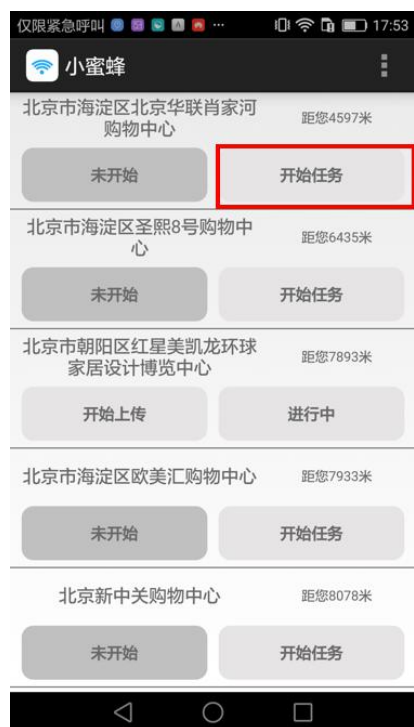 仅限紧急呼叫 ··· 17:53
小蜜蜂
北京市海淀区北京华联肖家河
购物中心
距您4597米
未开始 开始任务
北京市海淀区圣熙8号购物中
心
距您6435米
未开始 开始任务
北京市朝阳区红星美凯龙环球
家居设计博览中心
距您7893米
开始上传 进行中
北京市海淀区欧美汇购物中心 距您7933米
未开始 开始任务
北京新中关购物中心 距您8078米
未开始 开始任务